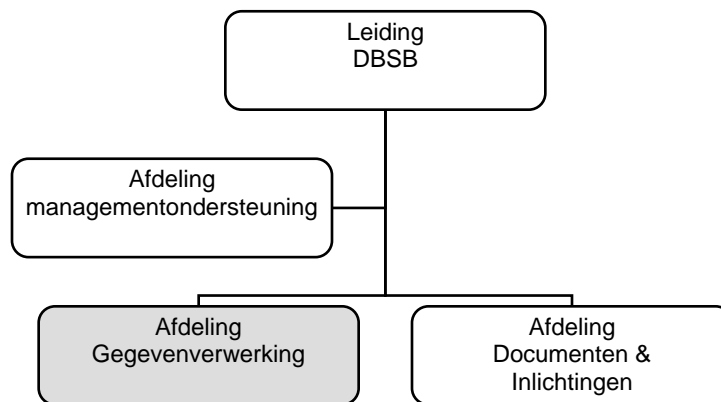 Leiding
DBSB
Afdeling
managementondersteuning
Afdeling
Gegevenverwerking
Afdeling
Documenten &
Inlichtingen